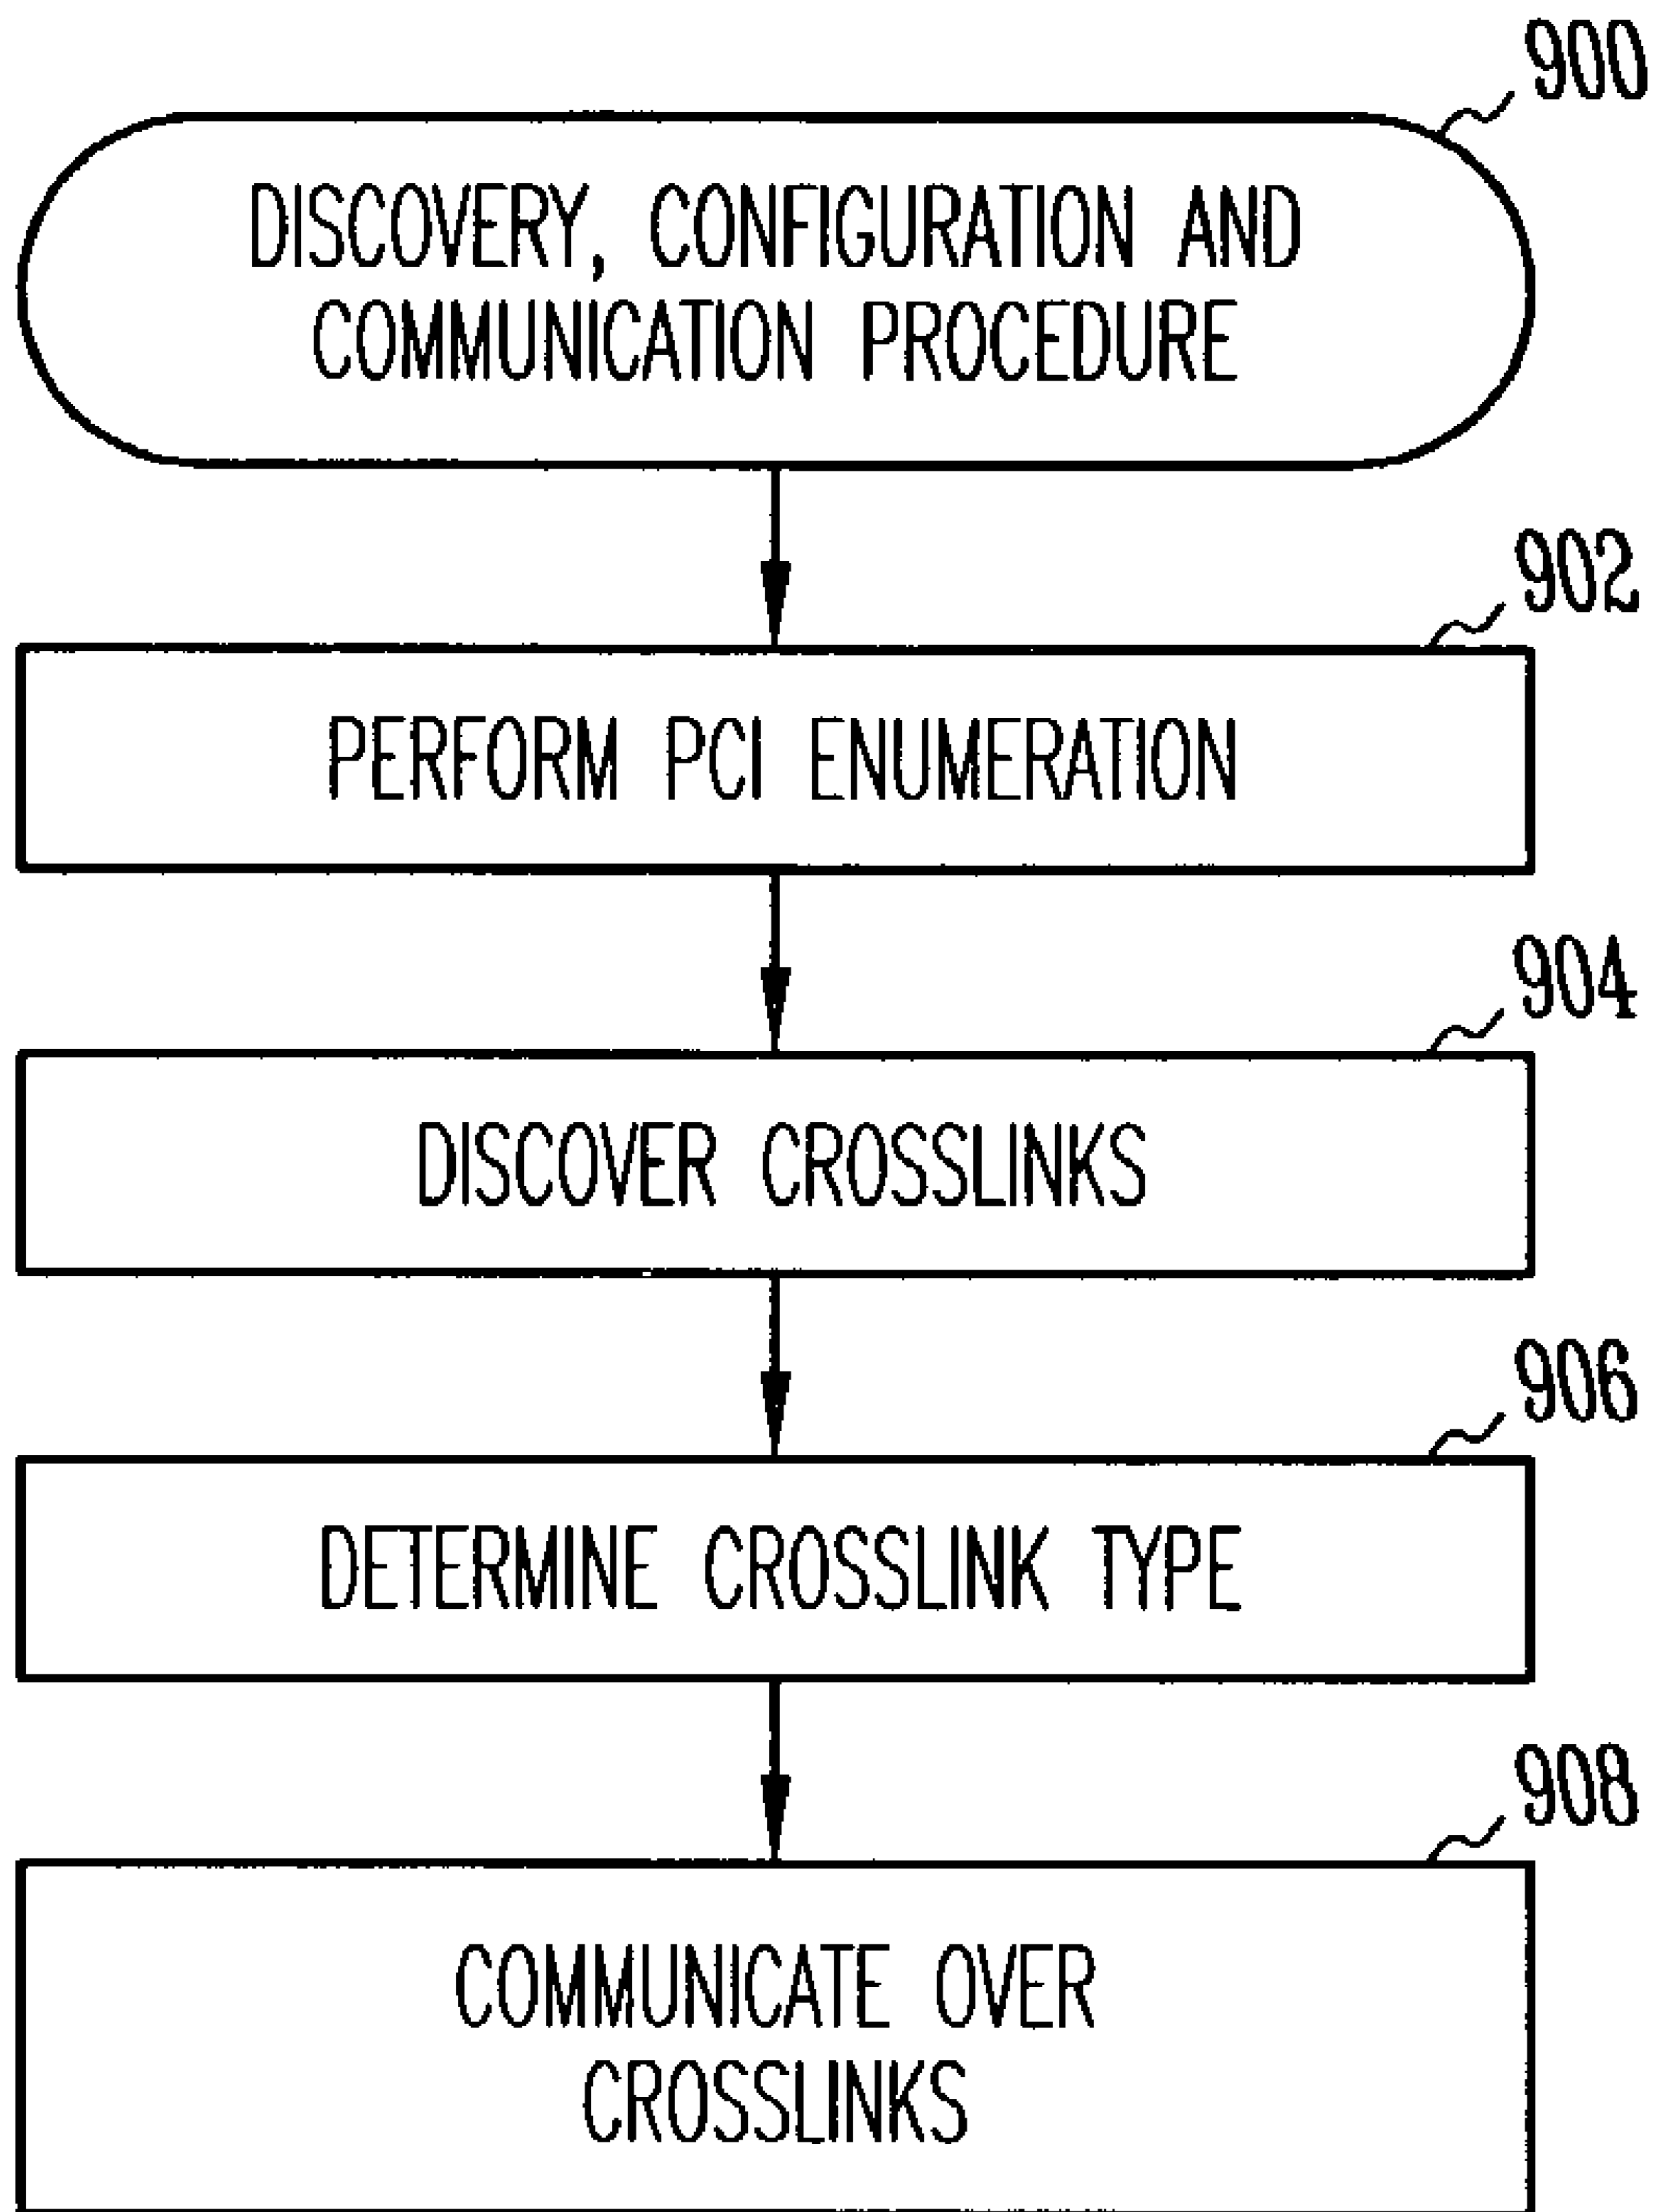 900
DISCOVERY, CONFIGURATION AND
COMMUNICATION PROCEDURE
902
PERFORM PCI ENUMERATION
904
DISCOVER CROSSLINKS
906
DETERMINE CROSSLINK TYPE
908
COMMUNICATE OVER
CROSSLINKS